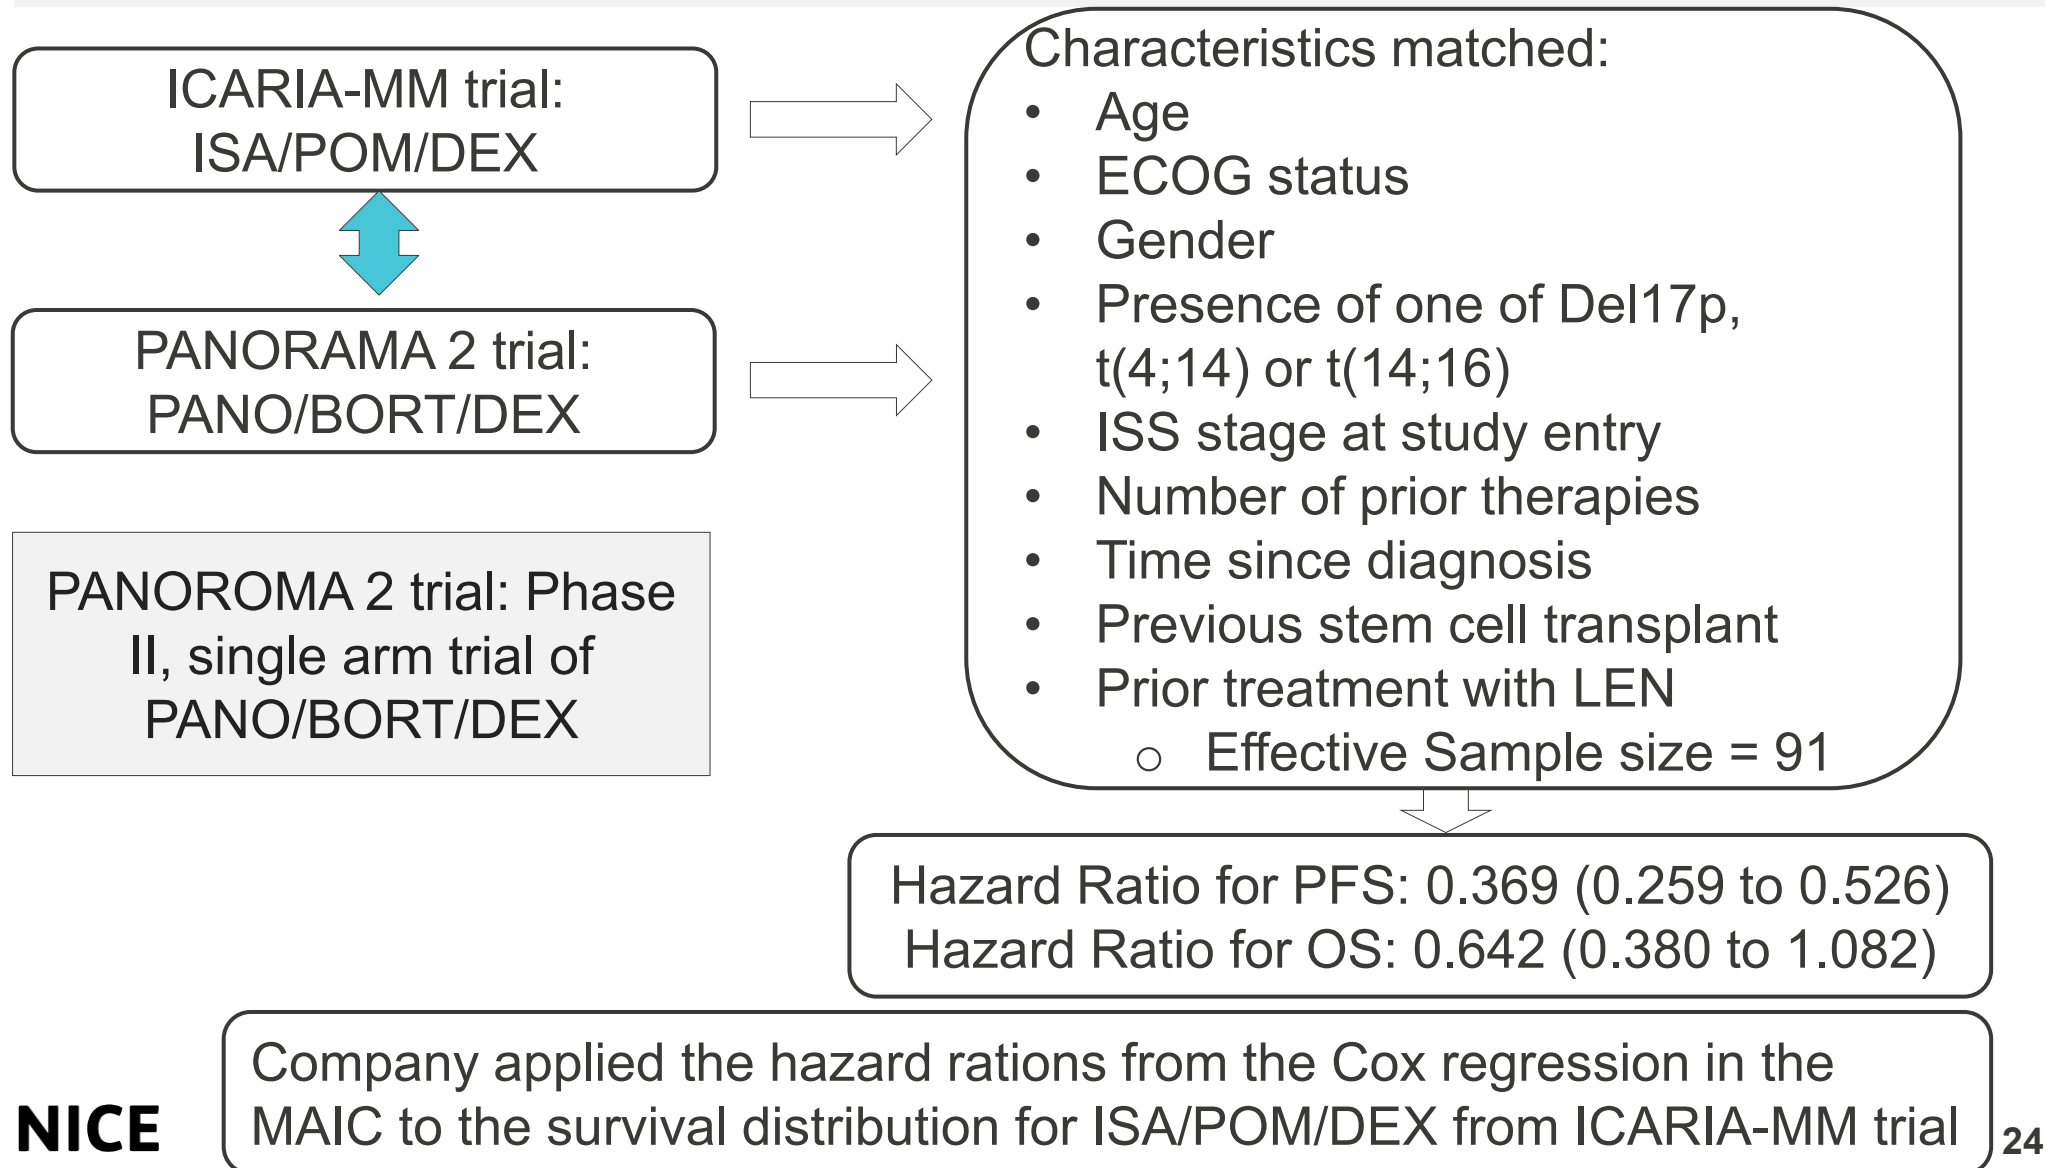 ICARIA-MM trial:
ISA/POM/DEX
PANORAMA 2 trial:
PANO/BORT/DEX
PANOROMA 2 trial: Phase
II, single arm trial of
PANO/BORT/DEX
Characteristics matched:
• Age
• ECOG status
• Gender
• Presence of one of Del17p,
t(4;14) or t(14;16)
• ISS stage at study entry
• Number of prior therapies
• Time since diagnosis
• Previous stem cell transplant
• Prior treatment with LEN
o Effective Sample size = 91
Hazard Ratio for PFS: 0.369 (0.259 to 0.526)
Hazard Ratio for OS: 0.642 (0.380 to 1.082)
Company applied the hazard rations from the Cox regression in the
MAIC to the survival distribution for ISA/POM/DEX from ICARIA-MM trial
NICE
24